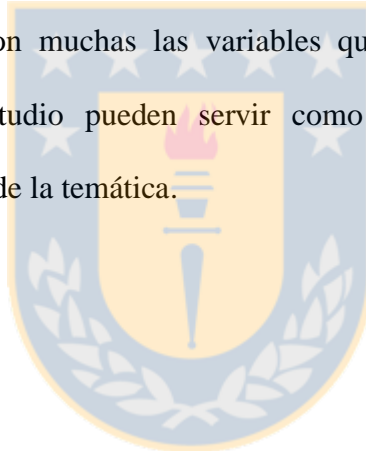 on muchas las variables qu
tudio pueden servir como
de la temática.